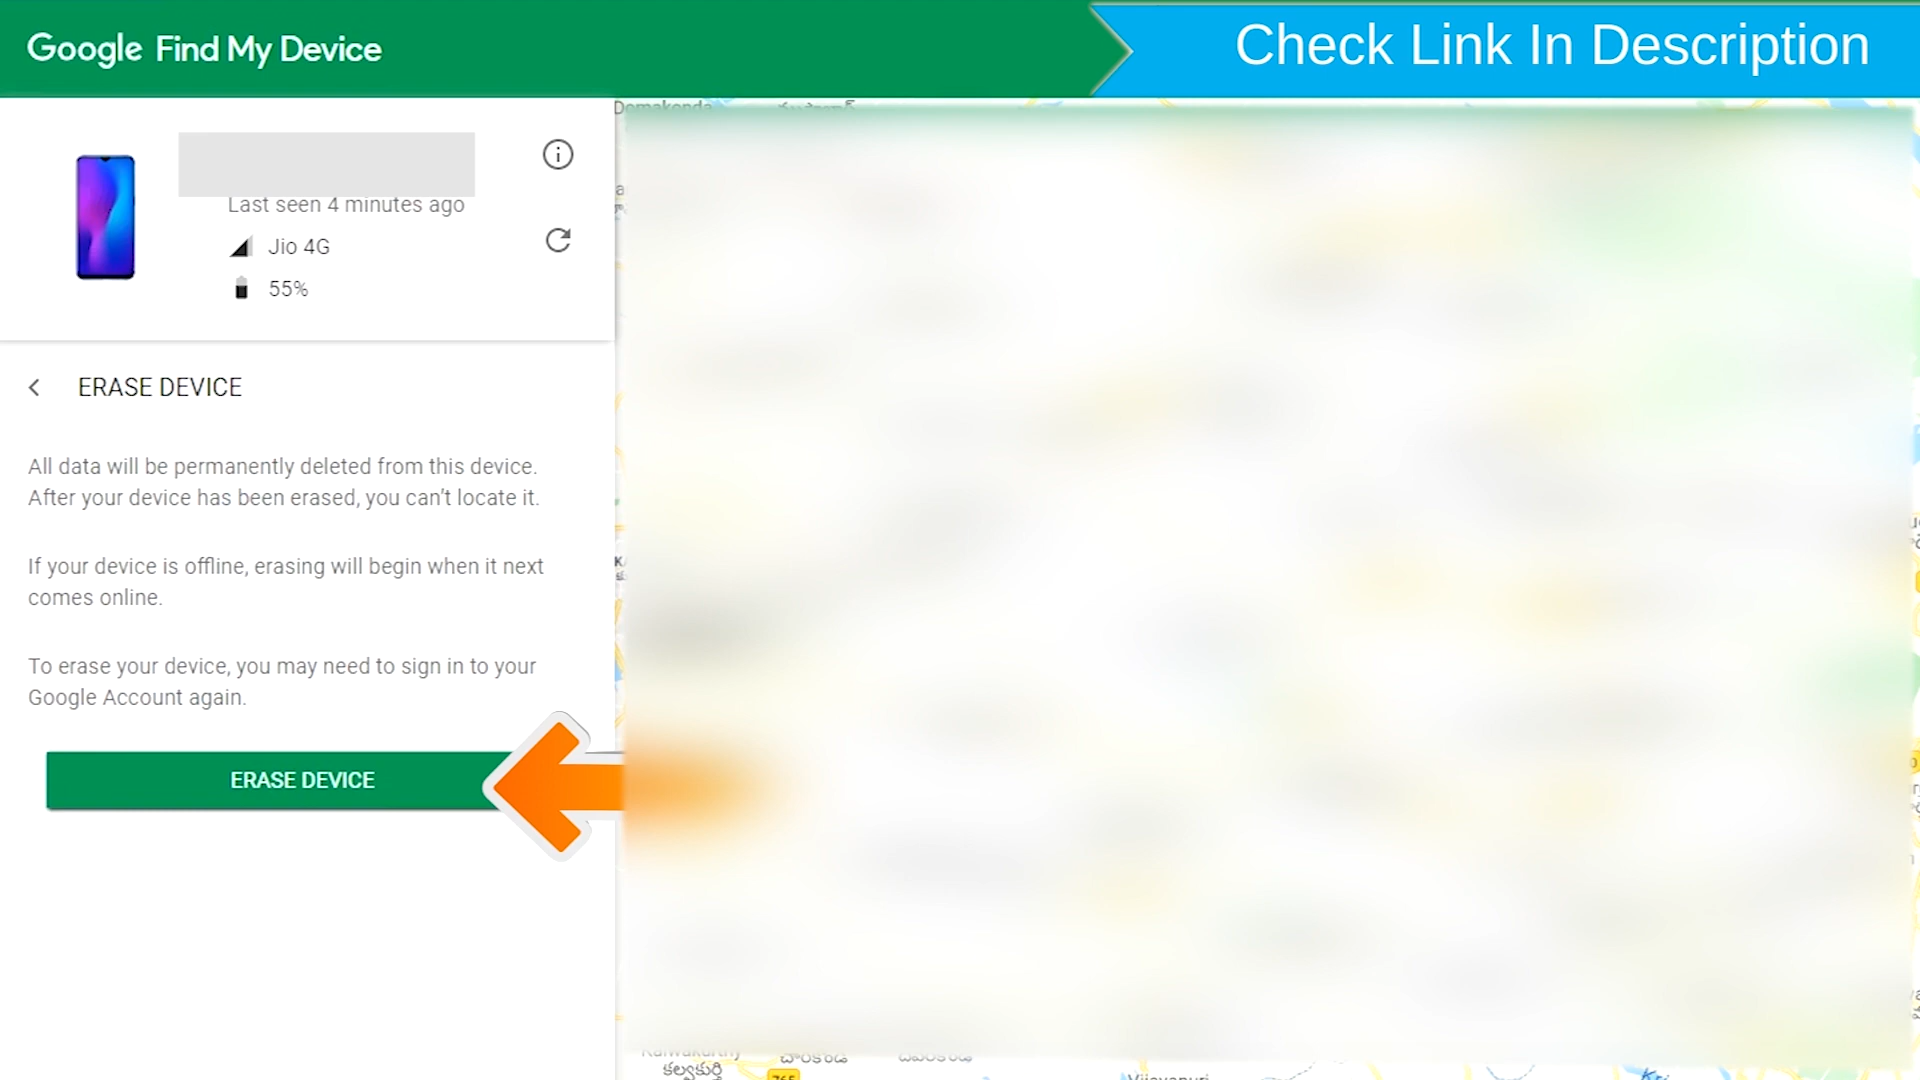 Google Find My Device
Check Link In Description
Last seen 4 minutes ago
Jio 4G
55%
ERASE DEVICE
All data will be permanently deleted from this device.
After your device has been erased, you can’t locate it.
If your device is offline, erasing will begin when it next
comes online.
To erase your device, you may need to sign in to your
Google Account again.
ERASE DEVICE
కల్వకుర్తి
765